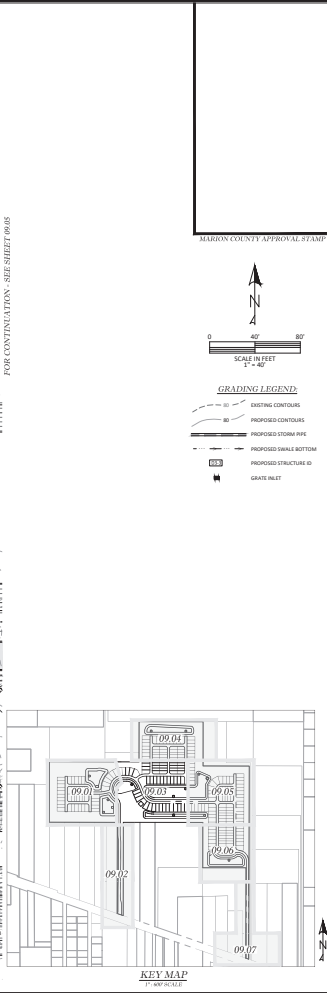 MARION COUNTY APPROVAL STAMP
FOR CONTINUATION - SEE SHEET 09.05
N
0 40' 80'
SCALE IN FEET
1" = 40'
GRADING LEGEND:
80 EXISTING CONTOURS
80 PROPOSED CONTOURS
PROPOSED STORM PIPE
PROPOSED SWALE BOTTOM
PROPOSED STRUCTURE ID
GRATE INLET
09.04
09.01
09.03
09.05
09.06
09.02
09.07
N
KEY MAP
1" : 600' SCALE